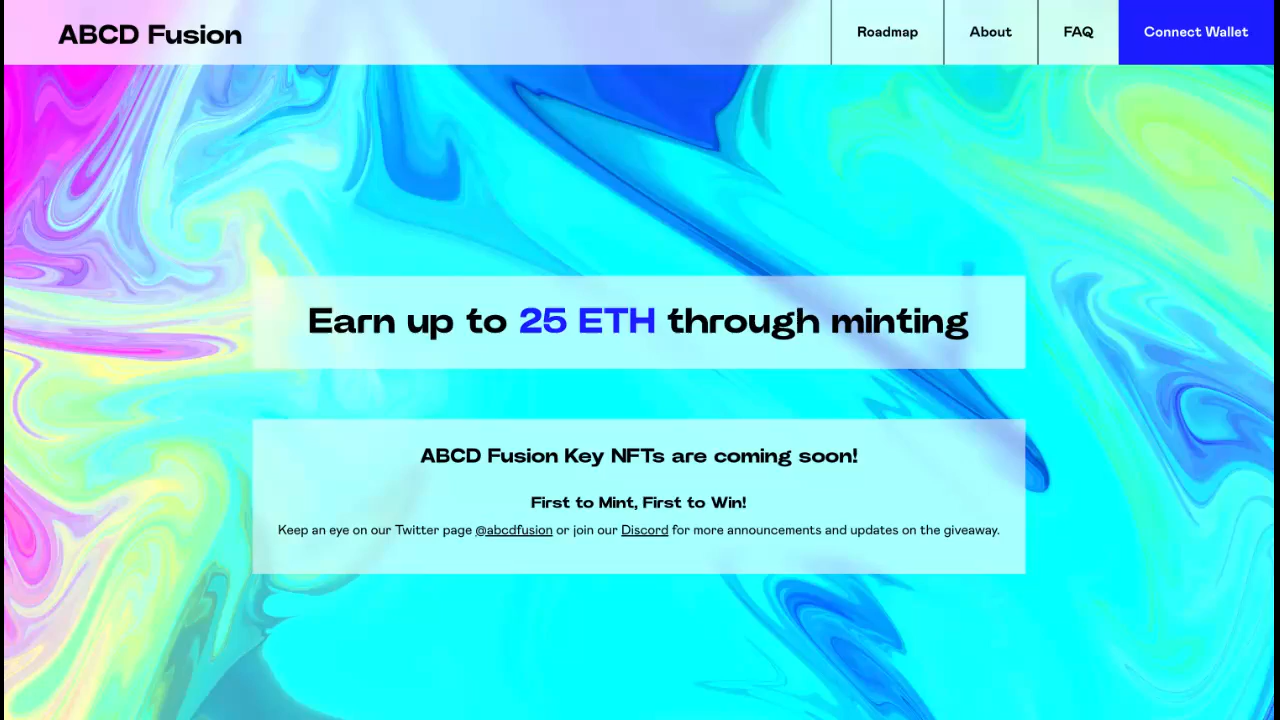 ABCD Fusion
Roadmap
About
FAQ
Connect Wallet
Earn up to 25 ETH through minting
ABCD Fusion Key NFTs are coming soon!
First to Mint, First to Win!
Keep an eye on our Twitter page @abcdfusion or join our Discord for more announcements and updates on the giveaway.